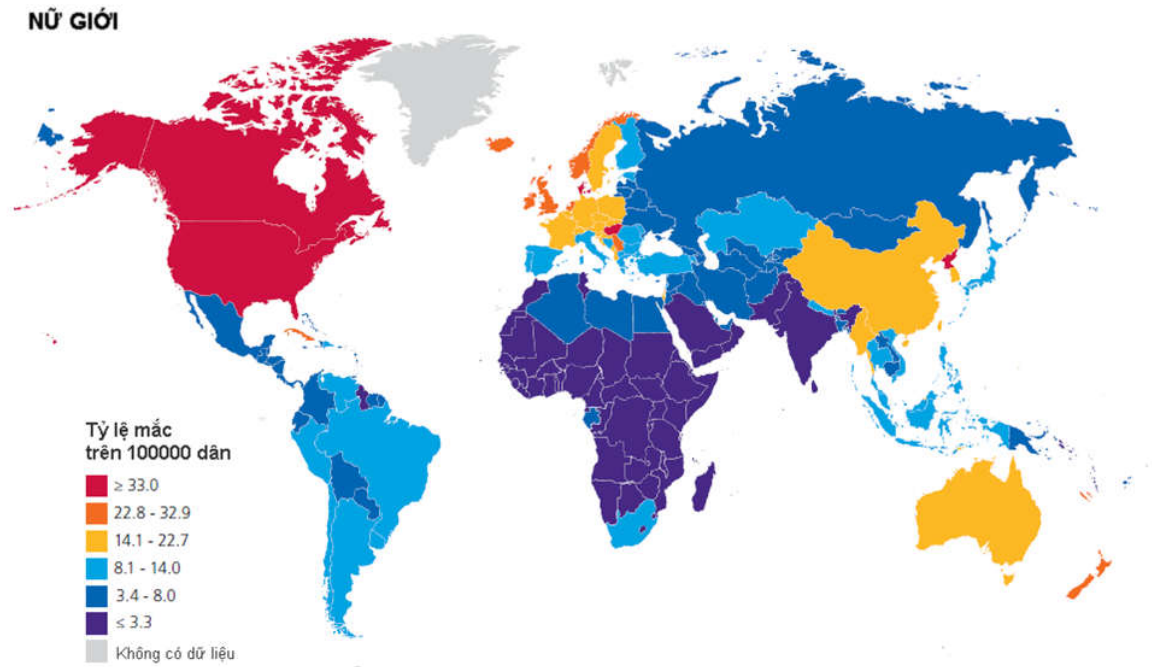 NỮ GIỚI
Tỷ lệ mắc
trên 100000 dân
≥ 33.0
22.8 - 32.9
14.1 - 22.7
8.1 - 14.0
3.4 - 8.0
≤ 3.3
Không có dữ liệu